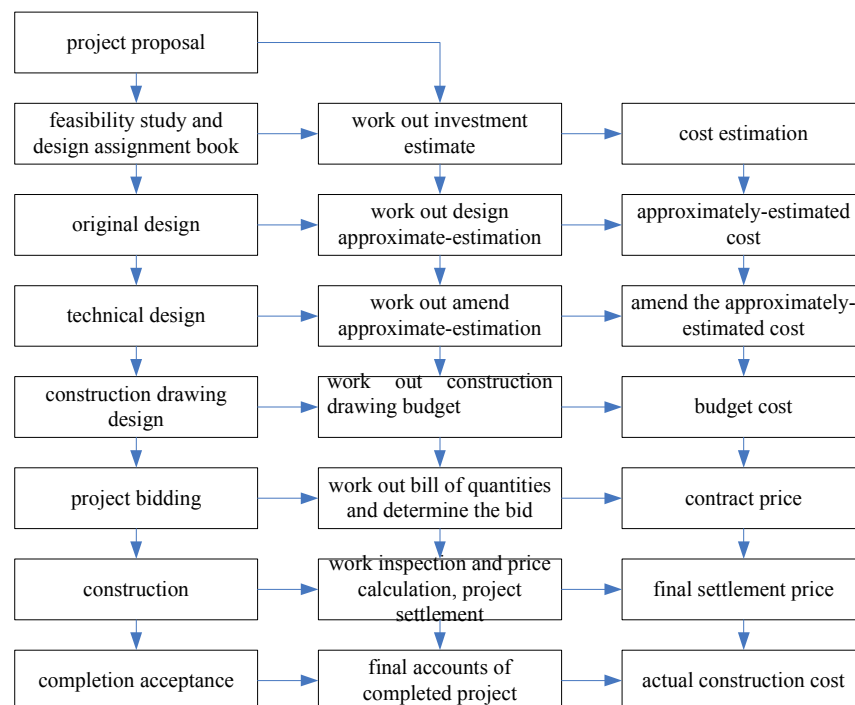 project proposal
feasibility study and
design assignment book
work out investment
estimate
cost estimation
original design
work out design
approximate-estimation
approximately-estimated
cost
technical design
work out amend
approximate-estimation
amend the approximately-
estimated cost
construction drawing
design
work out construction
drawing budget
budget cost
project bidding
work out bill of quantities
and determine the bid
contract price
construction
work inspection and price
calculation, project
settlement
final settlement price
completion acceptance
final accounts of
completed project
actual construction cost